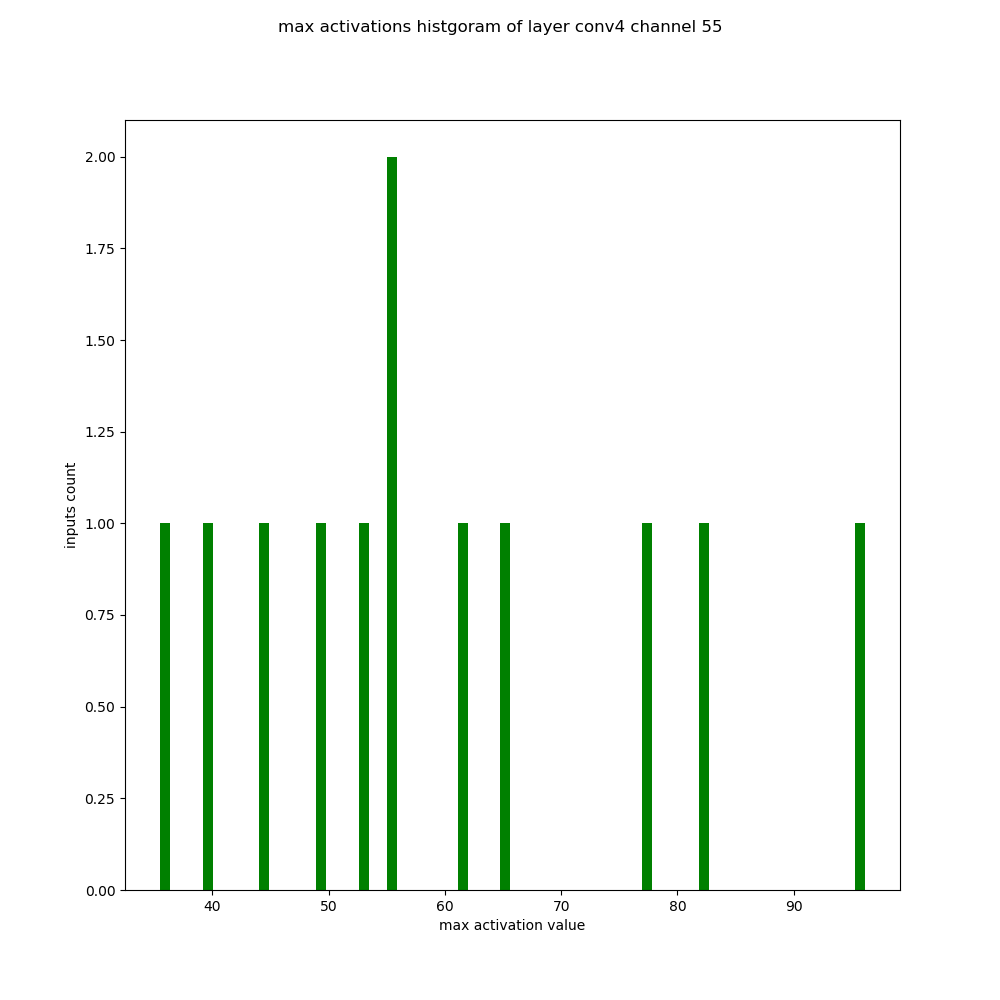 max activations histgoram of layer conv4 channel 55
2.00
1.75
1.50
1.25
1.00
0.75
0.50
0.25
0.00
inputs count
40 50 60 70 80 90
max activation value